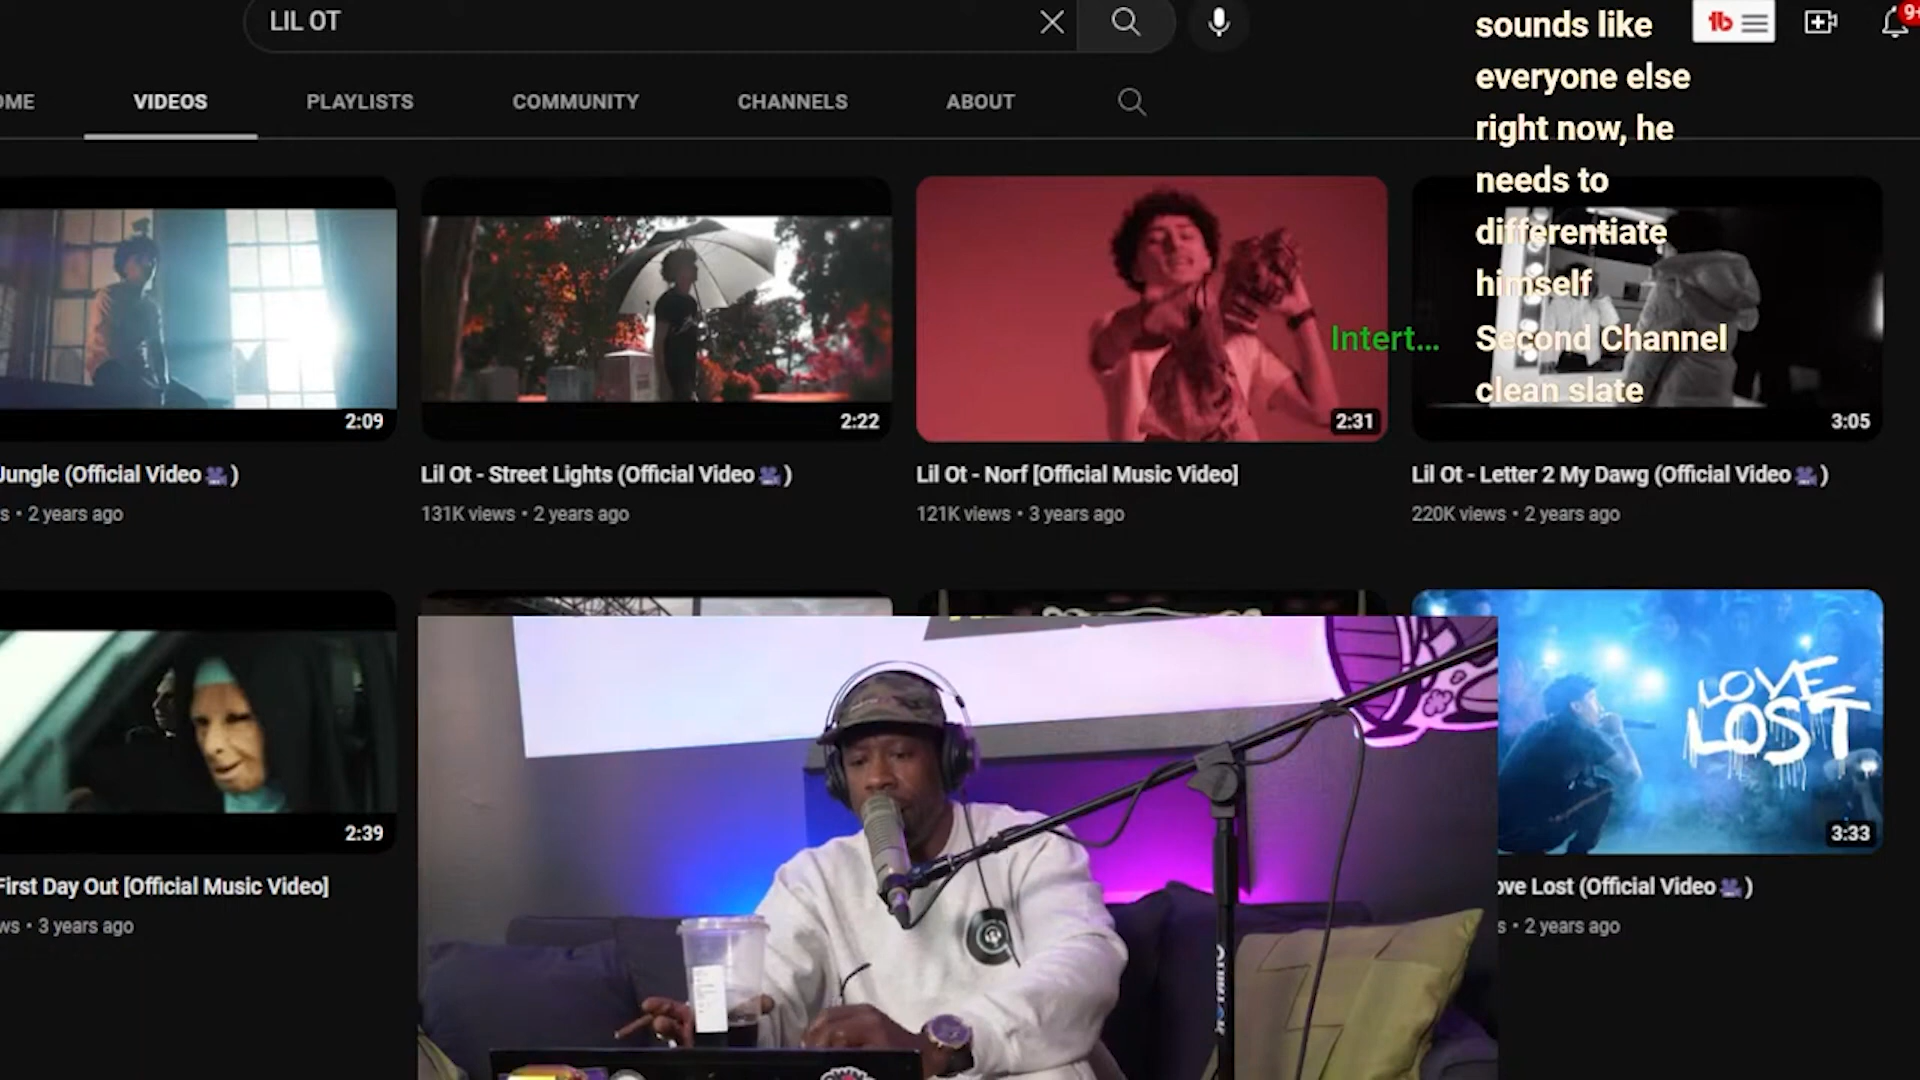 LIL OT
9+
sounds like
everyone else
right now, he
needs to
differentiate
himself
Intert... Second Channel
clean slate
OME VIDEOS PLAYLISTS COMMUNITY CHANNELS ABOUT
2:09 2:22 2:31 3:05
Jungle (Official Video🎥)
Lil Ot - Street Lights (Official Video🎥)
Lil Ot - Norf [Official Music Video]
Lil Ot - Letter 2 My Dawg (Official Video🎥)
s • 2 years ago
131K views • 2 years ago
121K views • 3 years ago
220K views • 2 years ago
LOVE
LOST
2:39 3:33
First Day Out [Official Music Video]
ove Lost (Official Video🎥)
ws • 3 years ago
s • 2 years ago